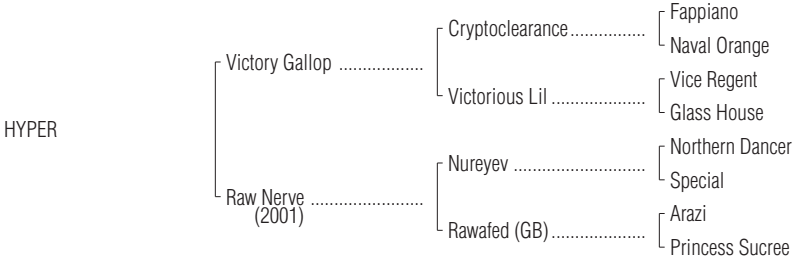 Fappiano
Cryptoclearance................
Naval Orange
Victory Gallop ..................
Vice Regent
Victorious Lil ....................
Glass House
HYPER
Northern Dancer
Nureyev ............................
Special
Raw Nerve ........................
(2001)
Arazi
Rawafed (GB)....................
Princess Sucree